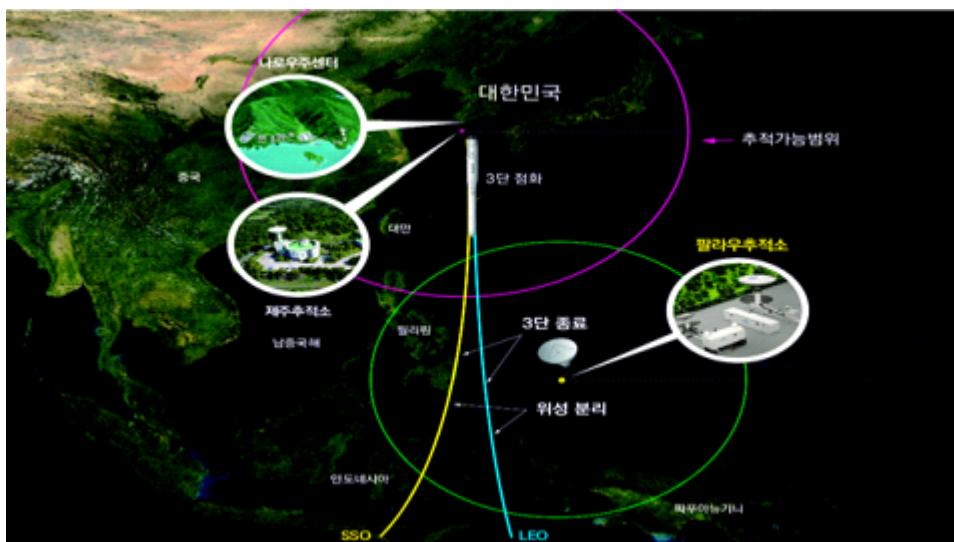 나로우주센터
대한민국
추적가능범위
중국
3단 점화
대만
팔라우추적소
제주추적소
남중국해
필리핀
3단 종료
위성 분리
인도네시아
파푸아뉴기니
SSO
LEO